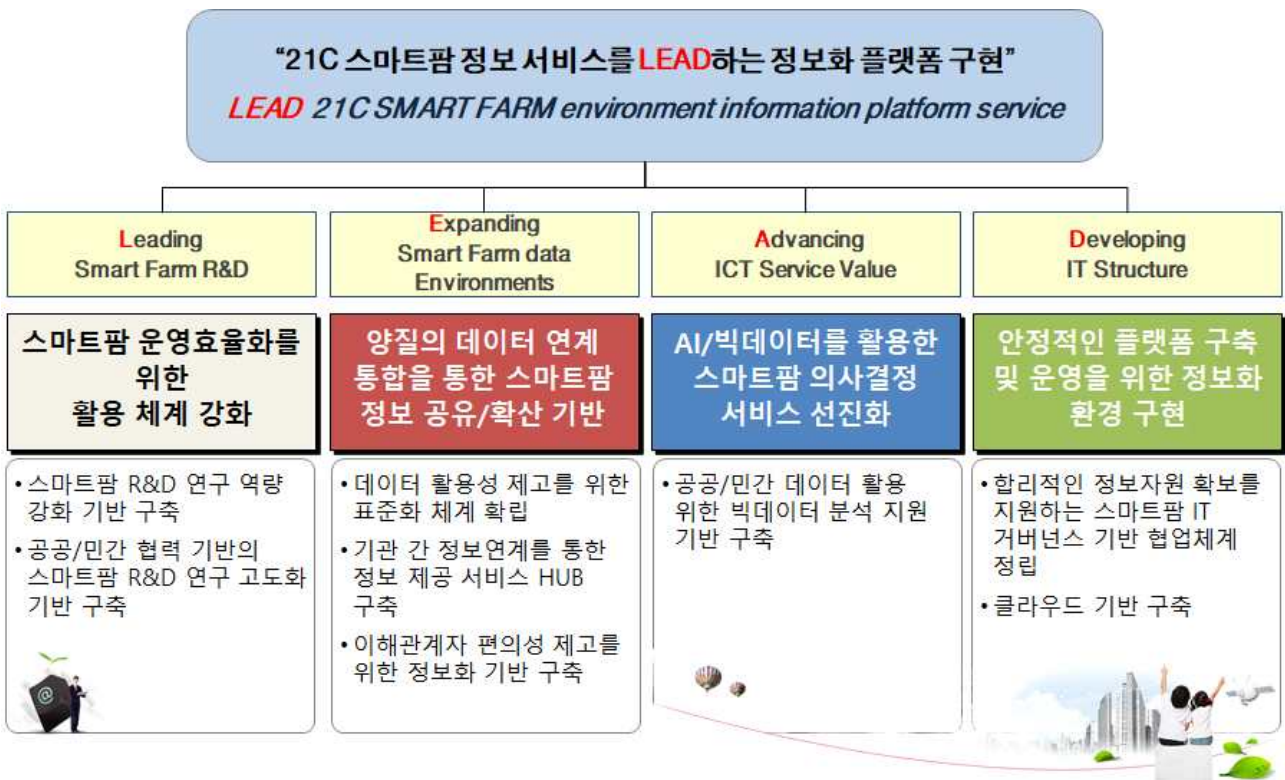 “21C 스마트팜 정보 서비스를 LEAD하는 정보화 플랫폼 구현”
LEAD 21C SMART FARM environment information platform service
Leading
Smart Farm R&D
Expanding
Smart Farm data
Environments
Advancing
ICT Service Value
Developing
IT Structure
스마트팜 운영효율화를
위한
활용 체계 강화
양질의 데이터 연계
통합을 통한 스마트팜
정보 공유/확산 기반
AI/빅데이터를 활용한
스마트팜 의사결정
서비스 선진화
안정적인 플랫폼 구축
및 운영을 위한 정보화
환경 구현
• 스마트팜 R&D 연구 역량
강화 기반 구축
• 공공/민간 협력 기반의
스마트팜 R&D 연구 고도화
기반 구축
@
• 데이터 활용성 제고를 위한
표준화 체계 확립
• 기관 간 정보연계를 통한
정보 제공 서비스 HUB
구축
• 이해관계자 편의성 제고를
위한 정보화 기반 구축
• 공공/민간 데이터 활용
위한 빅데이터 분석 지원
기반 구축
• 합리적인 정보자원 확보를
지원하는 스마트팜 IT
거버넌스 기반 협업체계
정립
• 클라우드 기반 구축